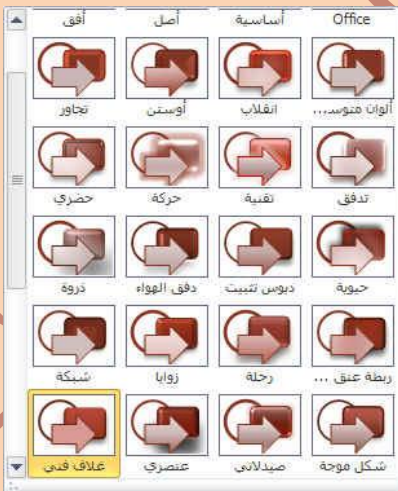 Office أساسية أصل أفق
ألوان متوسـ... انقلاب أوستن تجاور
تدفق تقنية حركة حضري
حيوية دبوس تثبيت دفق الهواء ذروة
ربطة عنق ... رحلة زوايا شبكة
شكل موجة صيدلاني عنصري غلاف فني